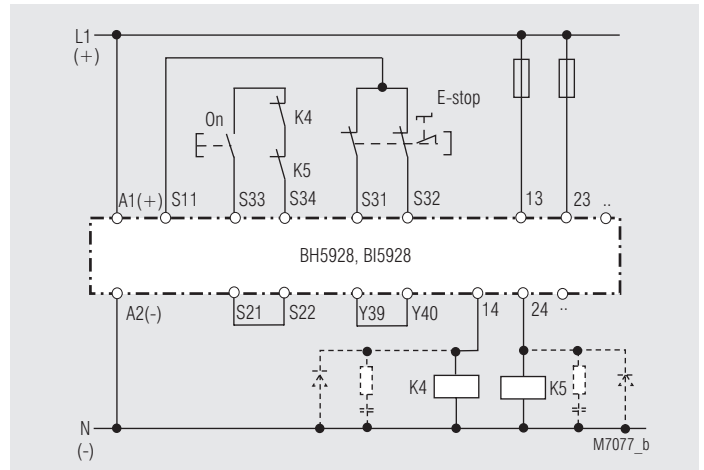 L1
(+)
E-stop
On
K4
K5
A1(+) S11 S33 S34 S31 S32 13 23 ..
BH5928, BI5928
A2(-) S21 S22 Y39 Y40 14 24 ..
K4 K5
N
(-)
M7077_b